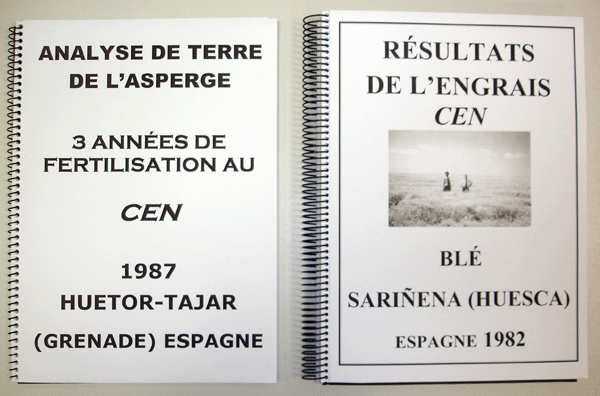 ANALYSE DE TERRE
DE L'ASPERGE
3 ANNÉES DE
FERTILISATION AU
CEN
1987
HUETOR-TAJAR
(GRENADE) ESPAGNE
RÉSULTATS
DE L'ENGRAIS
CEN
BLÉ
SARIÑENA (HUESCA)
ESPAGNE 1982